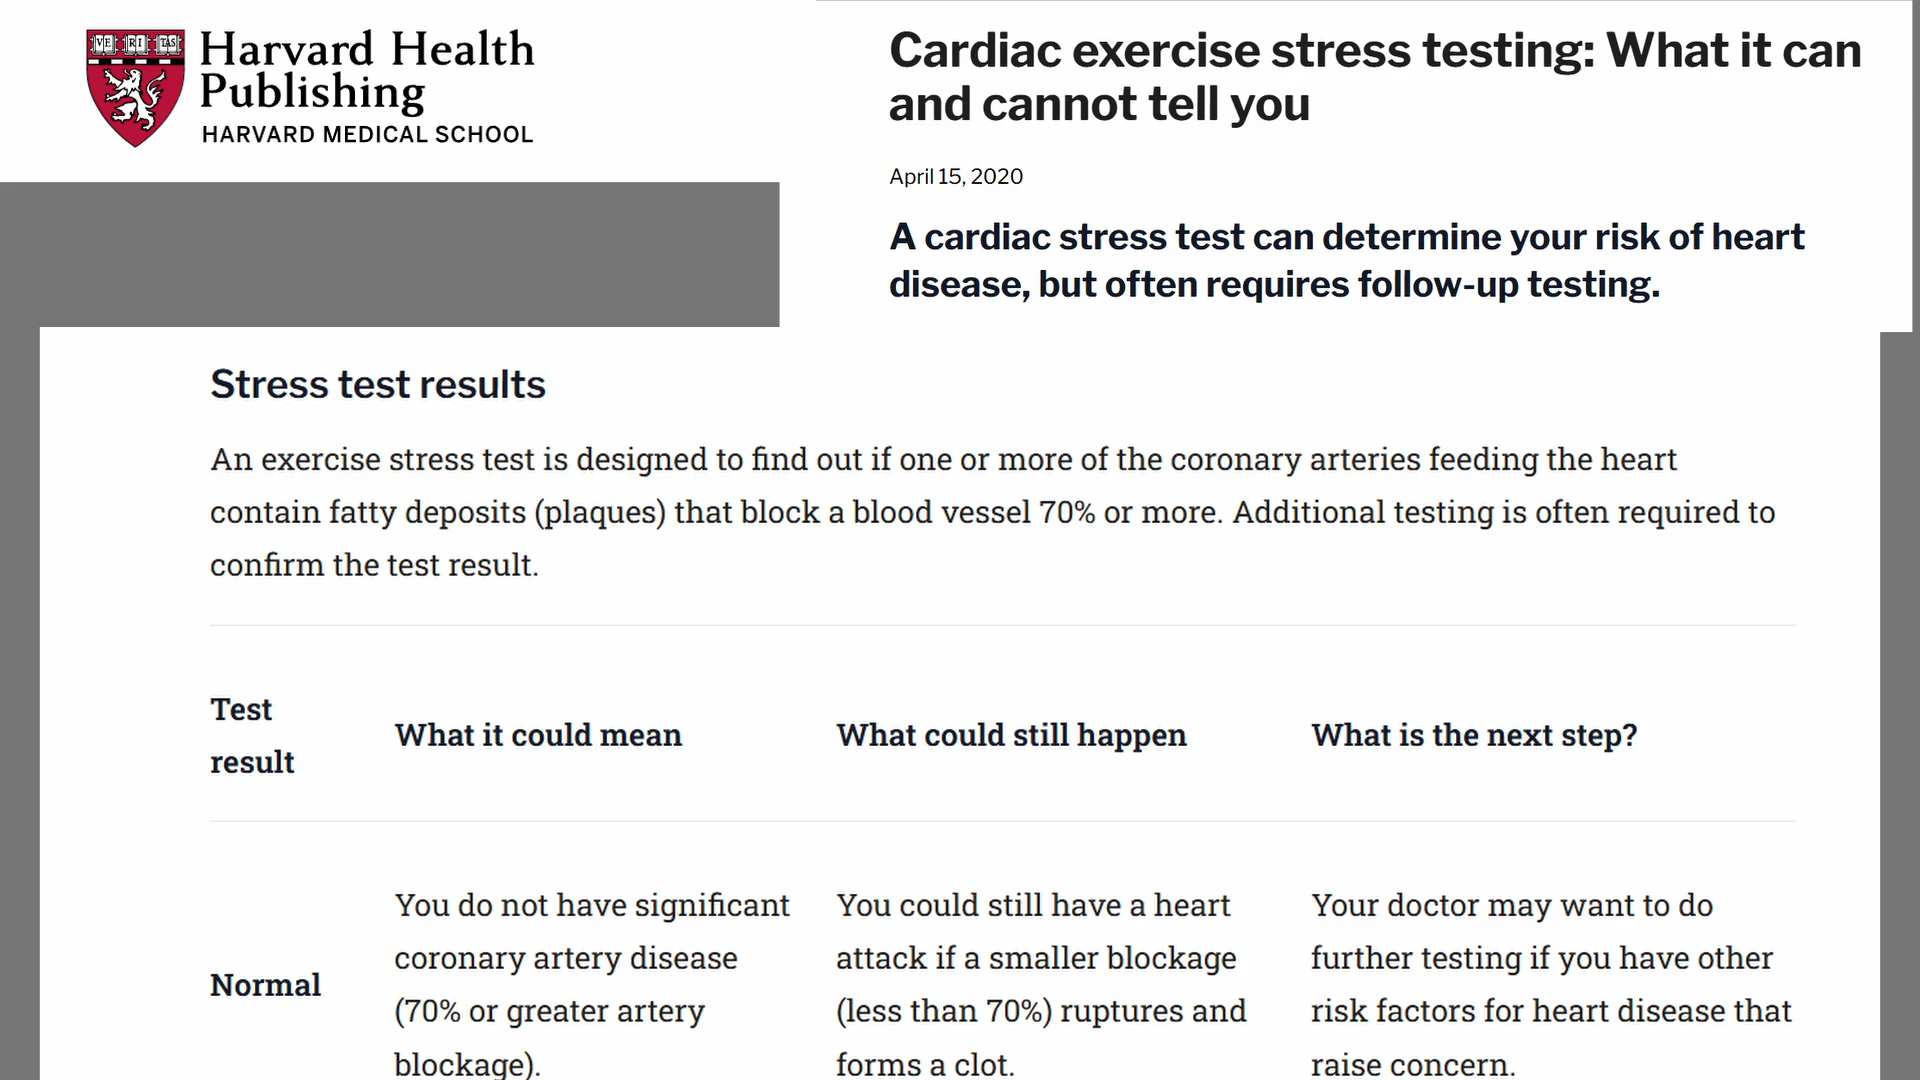 VE RI TAS
Harvard Health
Publishing
HARVARD MEDICAL SCHOOL
Cardiac exercise stress testing: What it can
and cannot tell you
April 15, 2020
A cardiac stress test can determine your risk of heart
disease, but often requires follow-up testing.
Stress test results
An exercise stress test is designed to find out if one or more of the coronary arteries feeding the heart
contain fatty deposits (plaques) that block a blood vessel 70% or more. Additional testing is often required to
confirm the test result.
Test
result
What it could mean
What could still happen
What is the next step?
Normal
You do not have significant
coronary artery disease
(70% or greater artery
blockage).
You could still have a heart
attack if a smaller blockage
(less than 70%) ruptures and
forms a clot.
Your doctor may want to do
further testing if you have other
risk factors for heart disease that
raise concern.